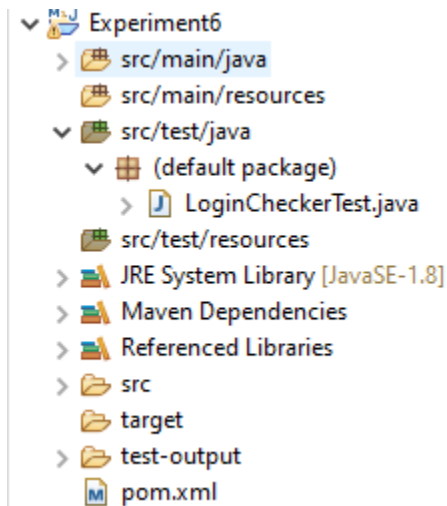 Experiment6
src/main/java
src/main/resources
src/test/java
(default package)
LoginCheckerTest.java
src/test/resources
JRE System Library [JavaSE-1.8]
Maven Dependencies
Referenced Libraries
src
target
test-output
pom.xml